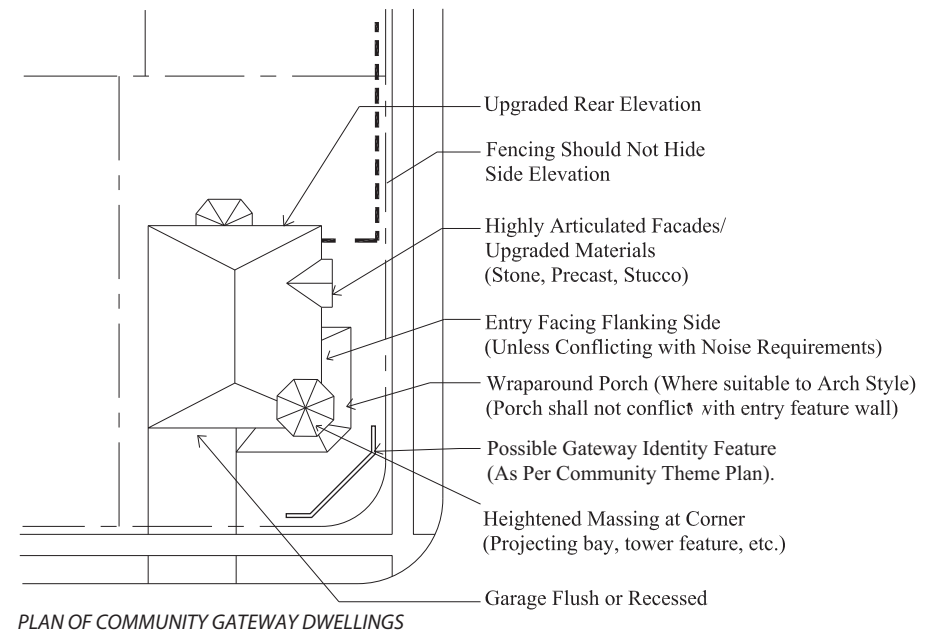 Upgraded Rear Elevation
Fencing Should Not Hide
Side Elevation
Highly Articulated Facades/
Upgraded Materials
(Stone, Precast, Stucco)
Entry Facing Flanking Side
(Unless Conflicting with Noise Requirements)
Wraparound Porch (Where suitable to Arch Style)
(Porch shall not conflict with entry feature wall)
Possible Gateway Identity Feature
(As Per Community Theme Plan).
Heightened Massing at Corner
(Projecting bay, tower feature, etc.)
Garage Flush or Recessed
PLAN OF COMMUNITY GATEWAY DWELLINGS